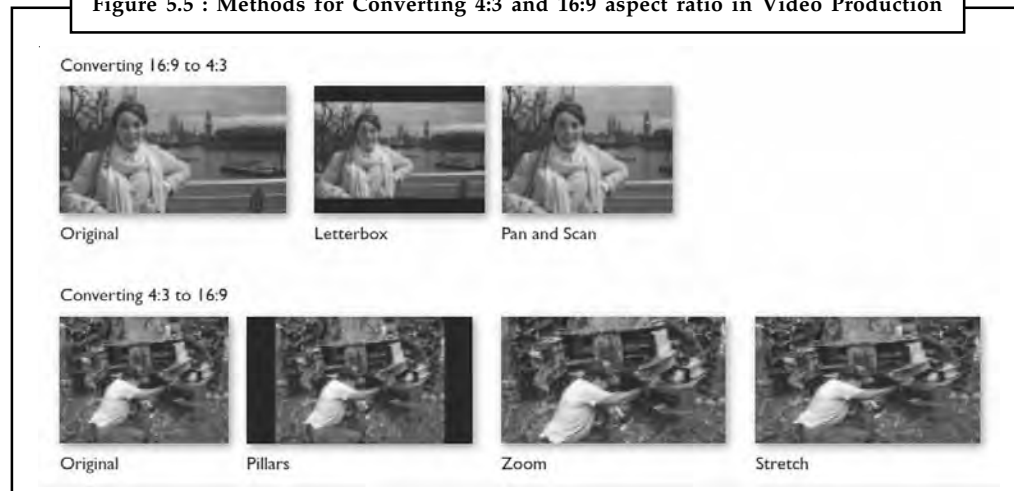 Figure 5.5 : Methods for Converting 4:3 and 16:9 aspect ratio in Video Production
Converting 16:9 to 4:3
Original Letterbox Pan and Scan
Converting 4:3 to 16:9
Original Pillars Zoom Stretch